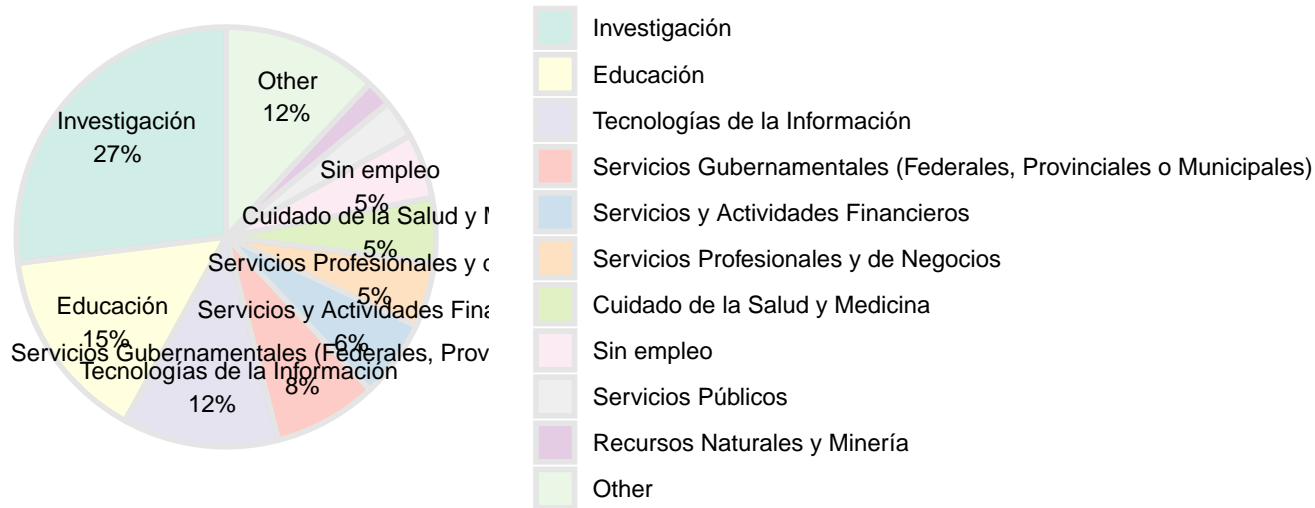 Other
12%
Investigación
27%
Sin empleo
5%
Cuidado de la Salud y M
5%
Servicios Profesionales y d
5%
Educación
15%
Servicios y Actividades Fina
6%
Servicios Gubernamentales (Federales, Prov
8%
Tecnologías de la Información
12%
Investigación
Educación
Tecnologías de la Información
Servicios Gubernamentales (Federales, Provinciales o Municipales)
Servicios y Actividades Financieros
Servicios Profesionales y de Negocios
Cuidado de la Salud y Medicina
Sin empleo
Servicios Públicos
Recursos Naturales y Minería
Other